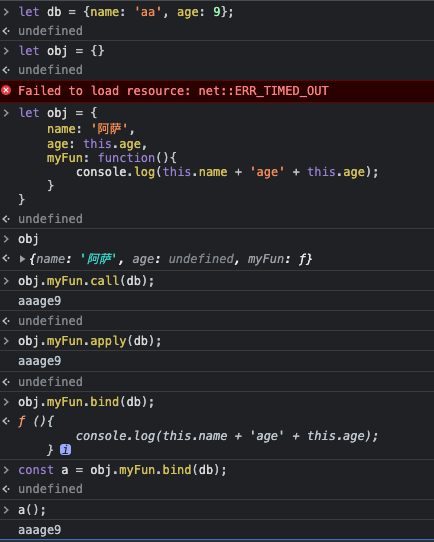 let db = {name: 'aa', age: 9};
undefined
let obj = {}
undefined
Failed to load resource: net::ERR_TIMED_OUT
let obj = {
    name: '阿萨',
    age: this.age,
    myFun: function(){
        console.log(this.name + 'age' + this.age);
    }
}
undefined
obj
{name: '阿萨', age: undefined, myFun: ƒ}
obj.myFun.call(db);
aaage9
undefined
obj.myFun.apply(db);
aaage9
undefined
obj.myFun.bind(db);
ƒ (){
        console.log(this.name + 'age' + this.age);
    } i
const a = obj.myFun.bind(db);
undefined
a();
aaage9